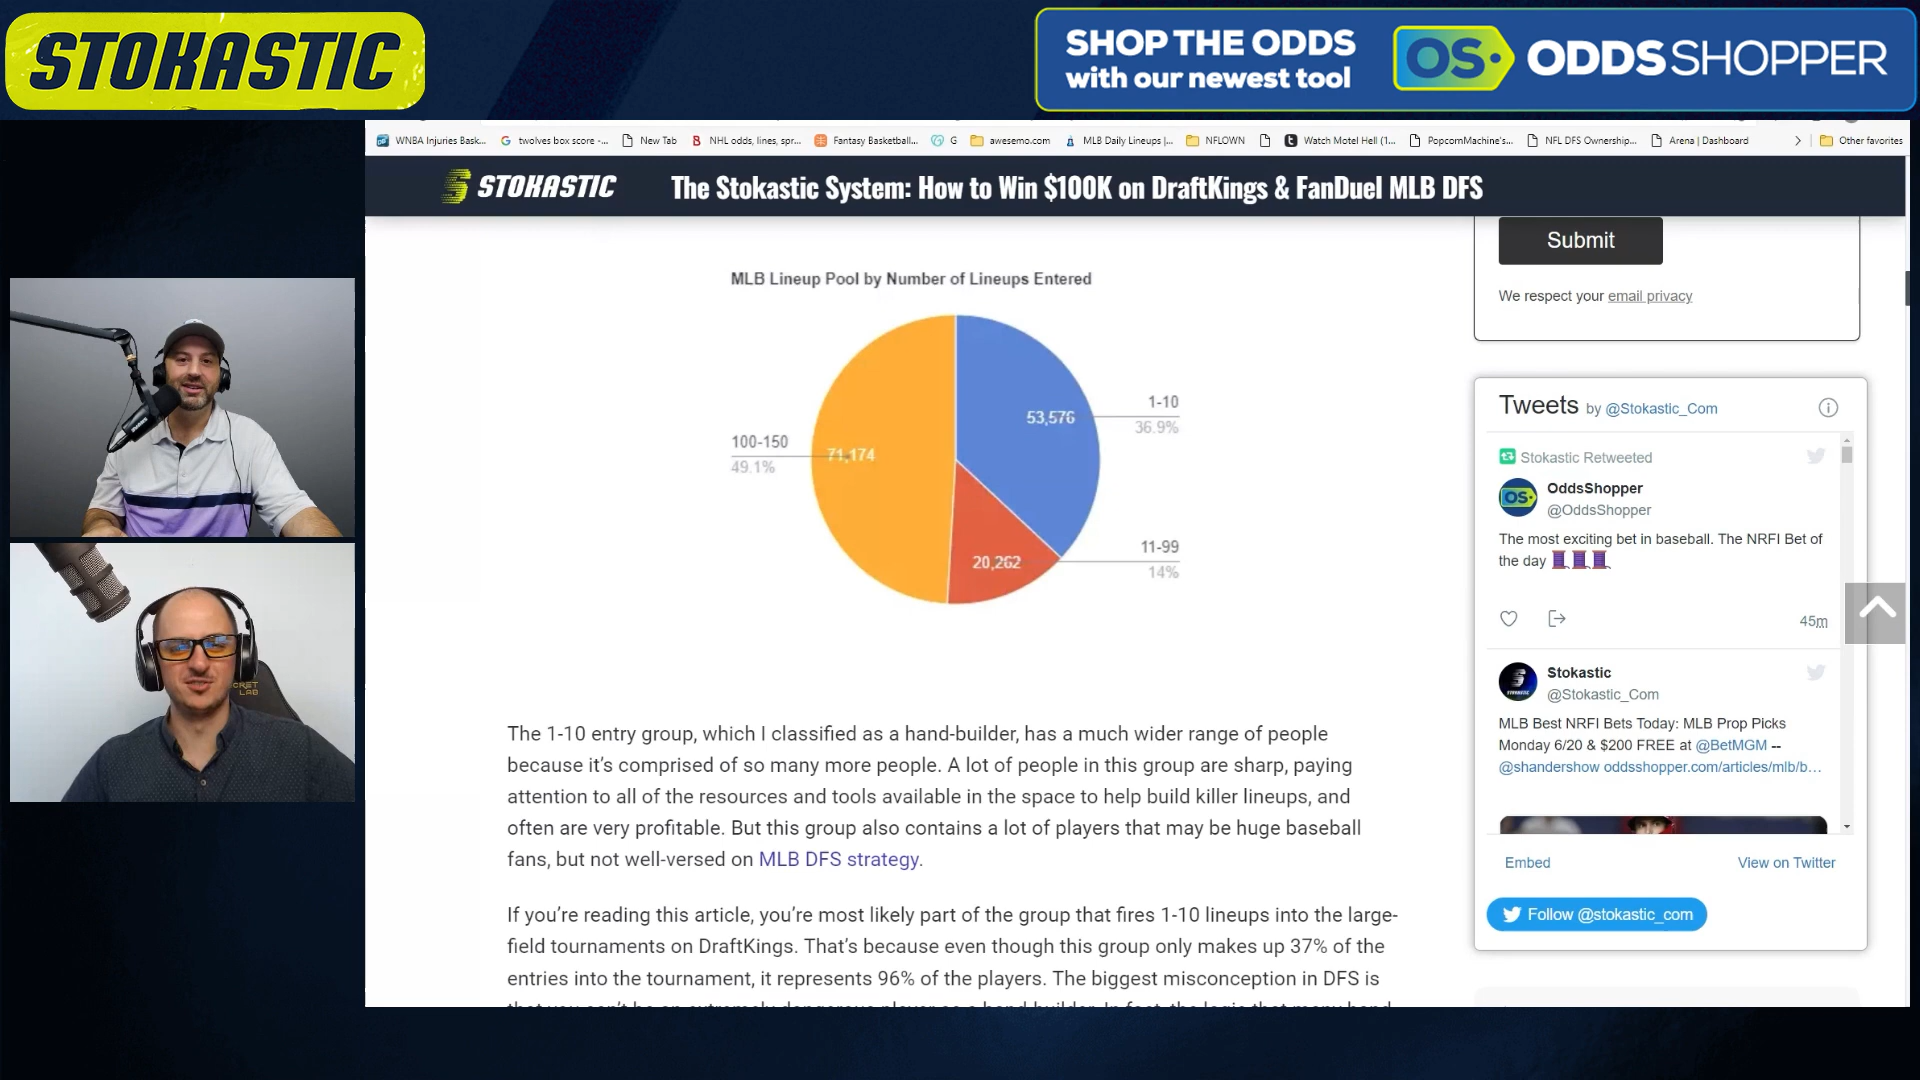 STOKASTIC
SHOP THE ODDS
with our newest tool
OS.
ODDSSHOPPER
WNBA Injuries Bask...
twolves box score -...
New Tab
NHL odds, lines, spr...
Fantasy Basketball...
G
awesemo.com
MLB Daily Lineups |...
NFLOWN
Watch Motel Hell (1...
PopcornMachine's...
NFL DFS Ownership...
Arena | Dashboard
Other favorites
STOKASTIC
The Stokastic System: How to Win $100K on DraftKings & FanDuel MLB DFS
MLB Lineup Pool by Number of Lineups Entered
1-10
36.9%
53,576
100-150
49.1%
71,174
11-99
14%
20,262
The 1-10 entry group, which I classified as a hand-builder, has a much wider range of people
because it's comprised of so many more people. A lot of people in this group are sharp, paying
attention to all of the resources and tools available in the space to help build killer lineups, and
often are very profitable. But this group also contains a lot of players that may be huge baseball
fans, but not well-versed on MLB DFS strategy.
If you're reading this article, you're most likely part of the group that fires 1-10 lineups into the large-
field tournaments on DraftKings. That's because even though this group only makes up 37% of the
entries into the tournament, it represents 96% of the players. The biggest misconception in DFS is
Submit
We respect your email privacy
Tweets by @Stokastic_Com
Stokastic Retweeted
OS.
OddsShopper
@OddsShopper
The most exciting bet in baseball. The NRFI Bet of
the day
45m
Stokastic
@Stokastic_Com
MLB Best NRFI Bets Today: MLB Prop Picks
Monday 6/20 & $200 FREE at @BetMGM --
@shandershow oddsshopper.com/articles/mlb/b...
Embed
View on Twitter
Follow @stokastic_com